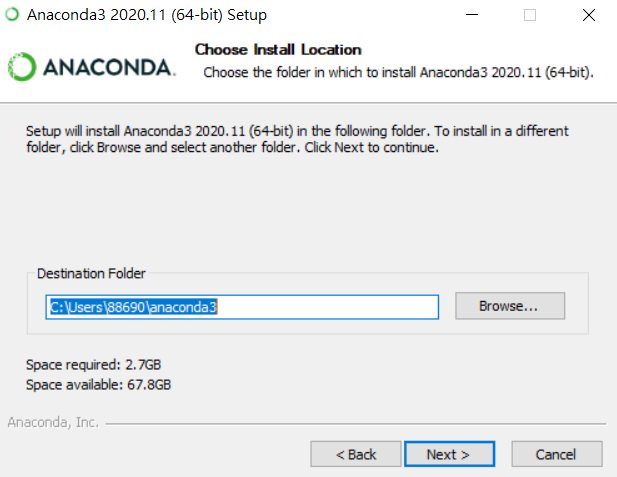 Anaconda3 2020.11 (64-bit) Setup
ANACONDA.
Choose Install Location
Choose the folder in which to install Anaconda3 2020.11 (64-bit).
Setup will install Anaconda3 2020.11 (64-bit) in the following folder. To install in a different
folder, click Browse and select another folder. Click Next to continue.
Destination Folder
C:\Users\88690\anaconda3
Browse...
Space required: 2.7GB
Space available: 67.8GB
Anaconda, Inc.
< Back
Next >
Cancel